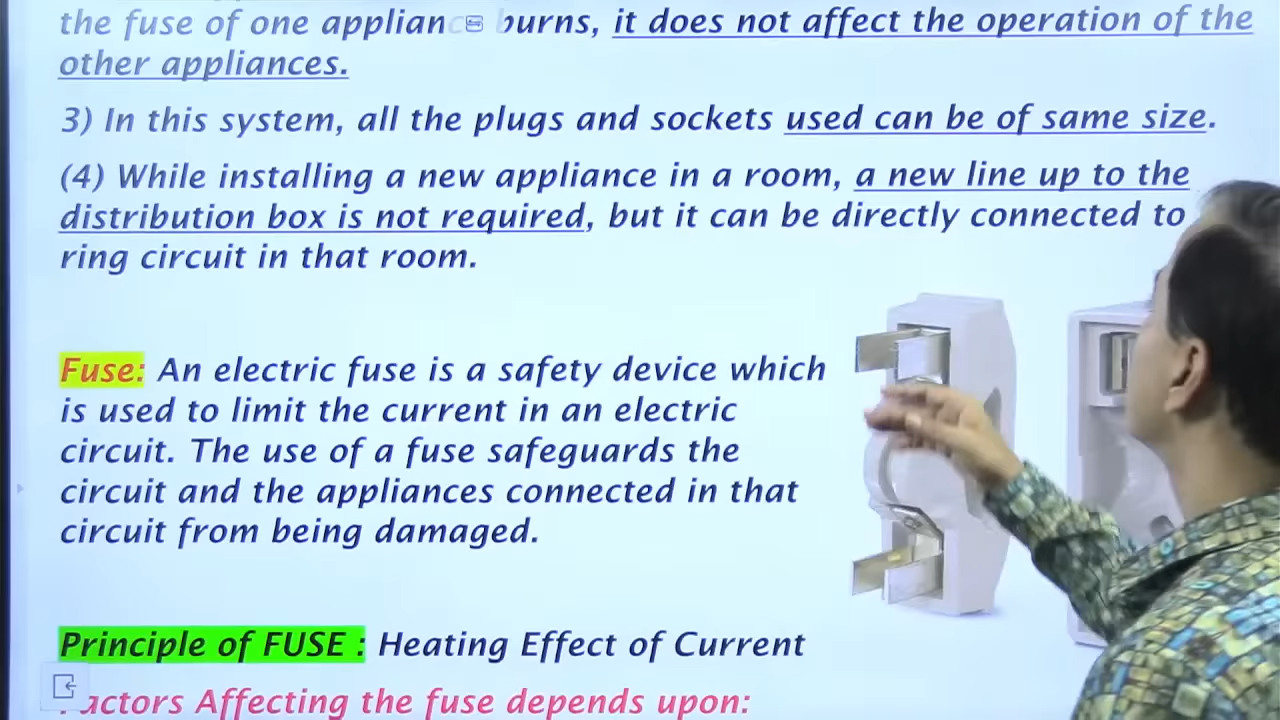 the fuse of one appliance burns, it does not affect the operation of the
other appliances.
3) In this system, all the plugs and sockets used can be of same size.
(4) While installing a new appliance in a room, a new line up to the
distribution box is not required, but it can be directly connected to
ring circuit in that room.
Fuse: An electric fuse is a safety device which
is used to limit the current in an electric
circuit. The use of a fuse safeguards the
circuit and the appliances connected in that
circuit from being damaged.
Principle of FUSE : Heating Effect of Current
Factors Affecting the fuse depends upon: